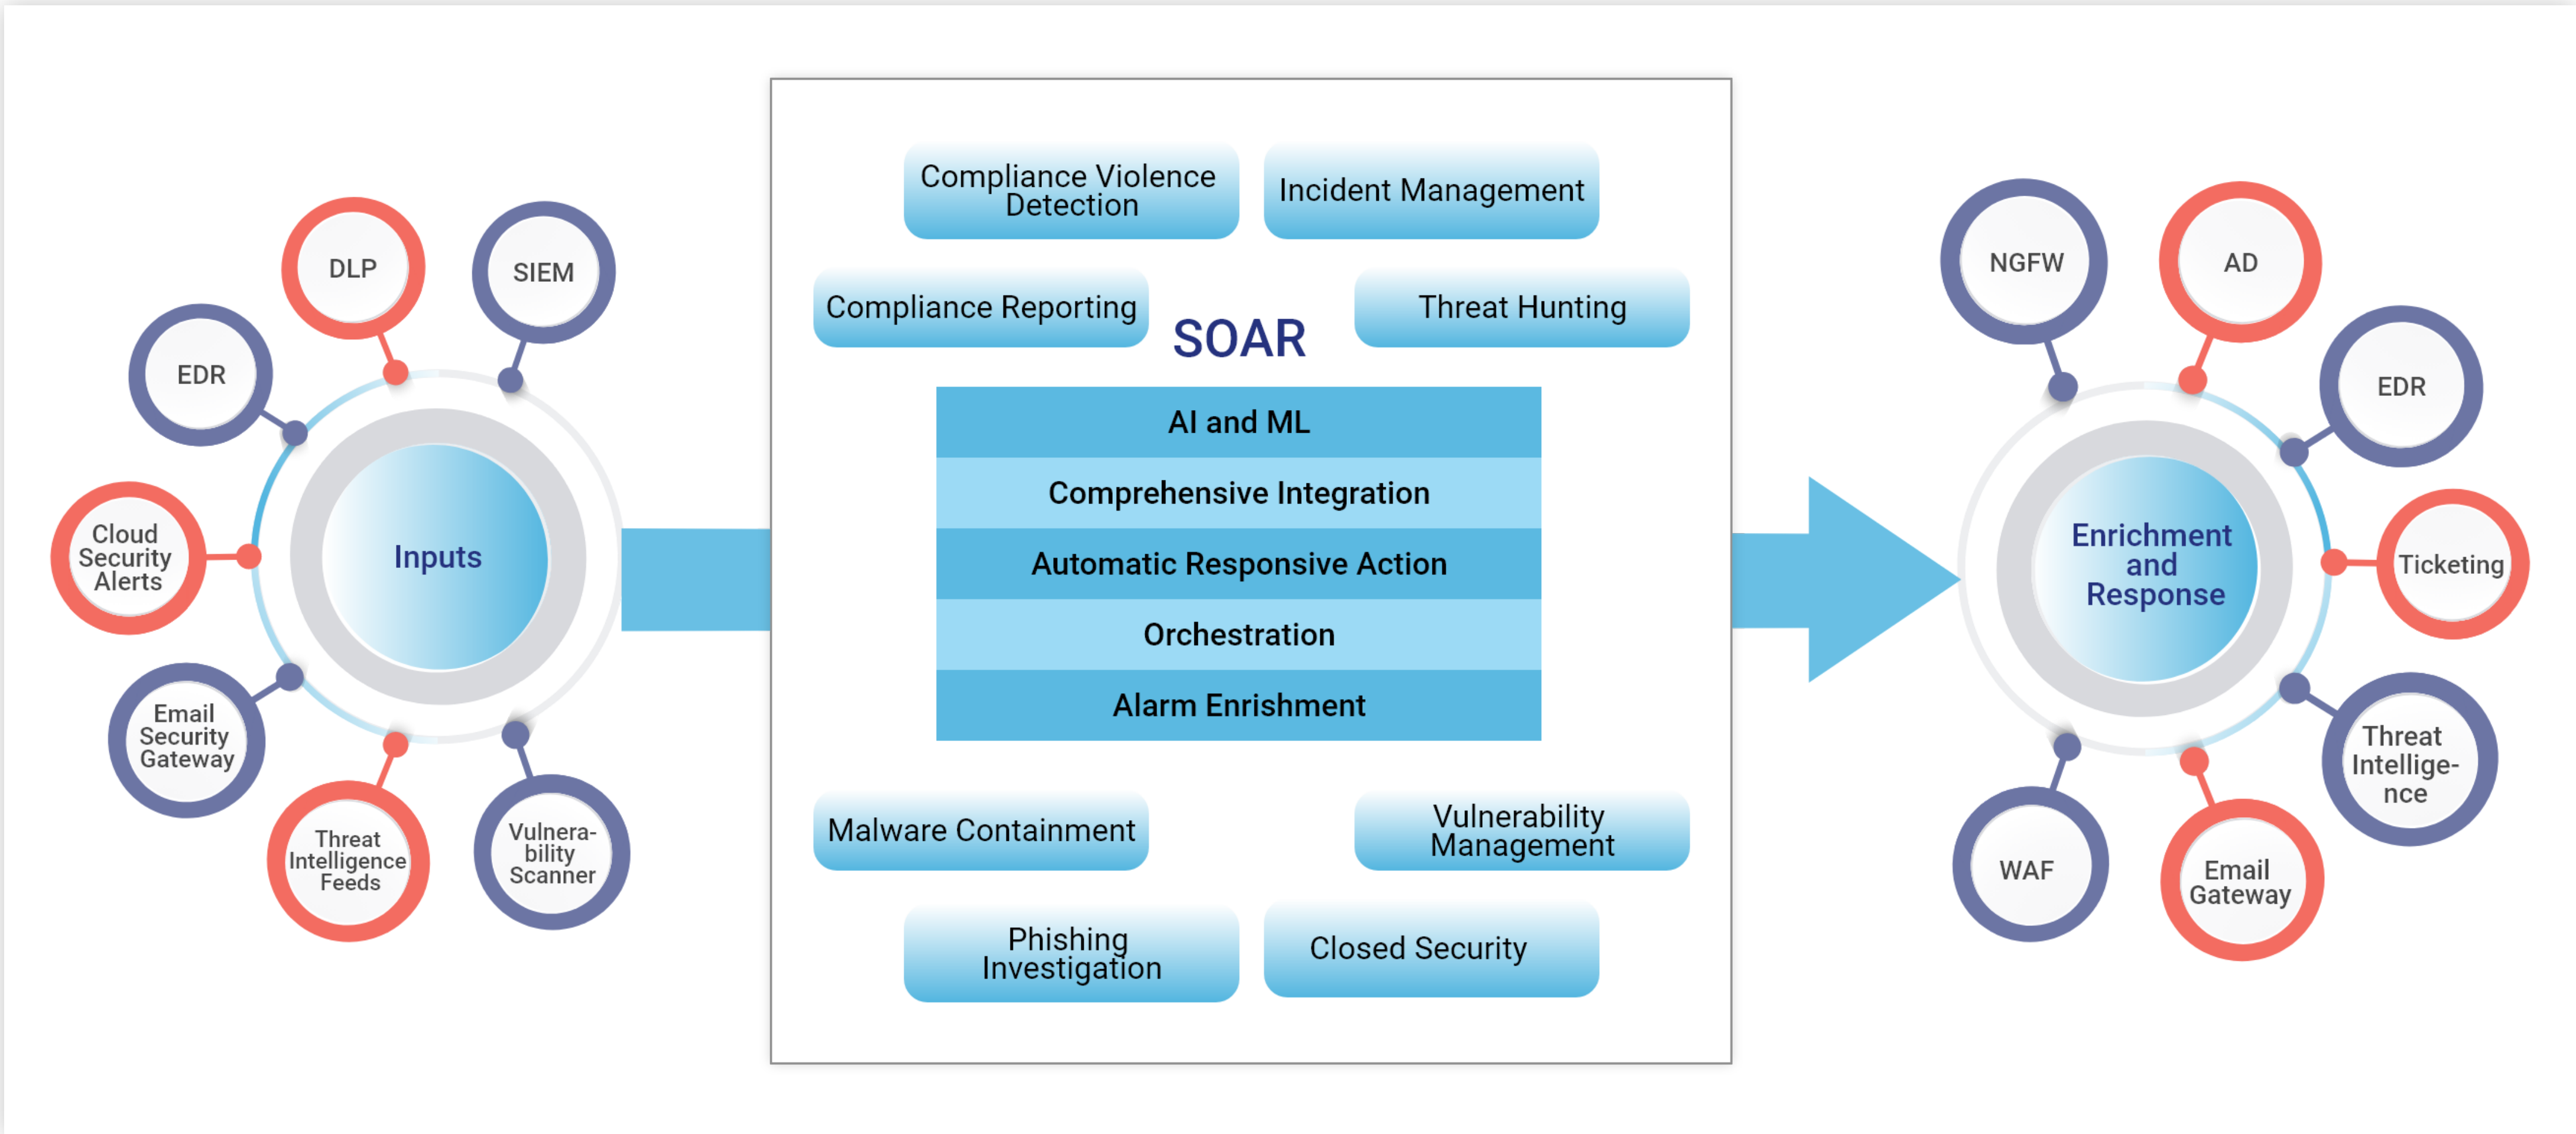 DLP
SIEM
EDR
Cloud
Security
Alerts
Inputs
Email
Security
Gateway
Threat
Intelligence
Feeds
Vulnera-
bility
Scanner
Compliance Violence
Detection
Incident Management
Compliance Reporting
Threat Hunting
SOAR
AI and ML
Comprehensive Integration
Automatic Responsive Action
Orchestration
Alarm Enrishment
Malware Containment
Vulnerability
Management
Phishing
Investigation
Closed Security
NGFW
AD
EDR
Enrichment
and
Response
Ticketing
Threat
Intellige-
nce
WAF
Email
Gateway